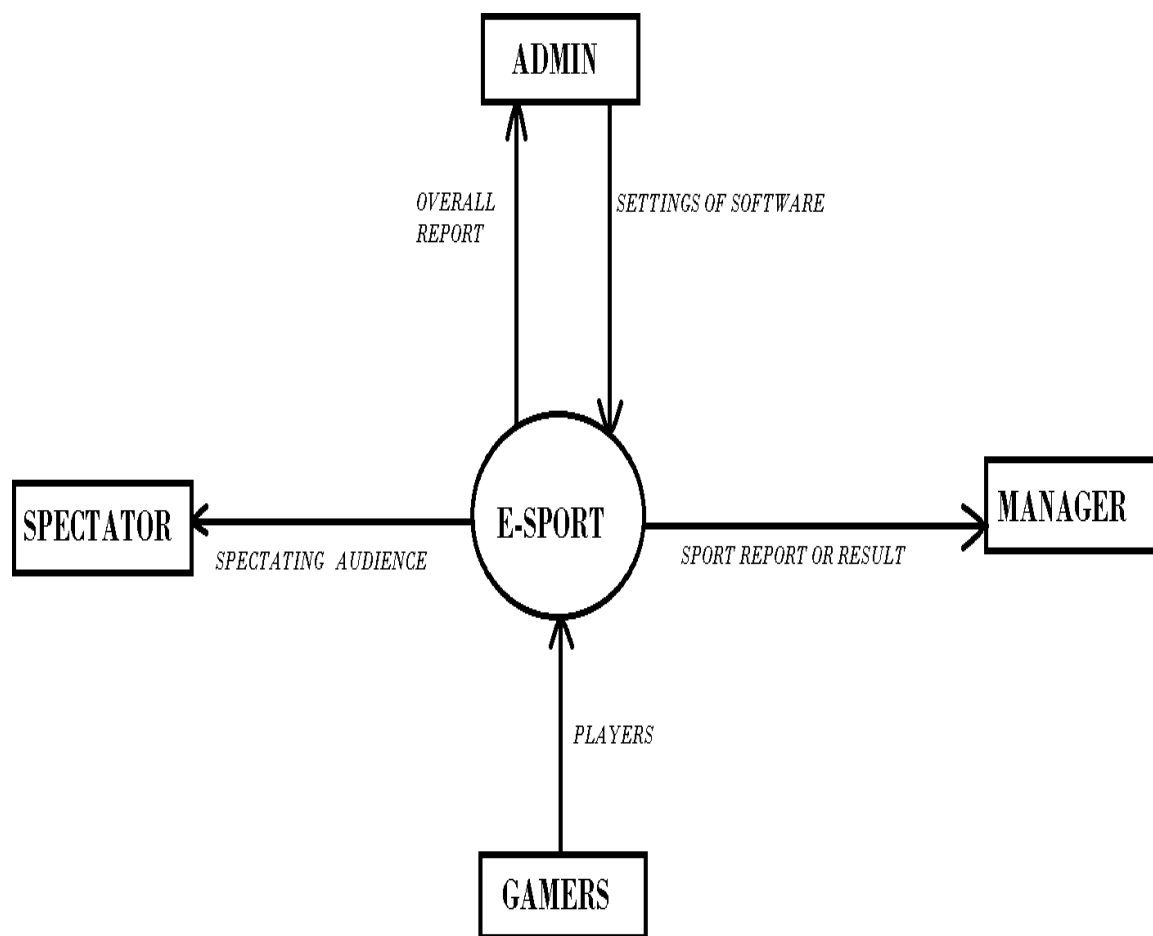 ADMIN
OVERALL
REPORT
SETTINGS OF SOFTWARE
SPECTATOR
E-SPORT
MANAGER
SPECTATING AUDIENCE
SPORT REPORT OR RESULT
PLAYERS
GAMERS